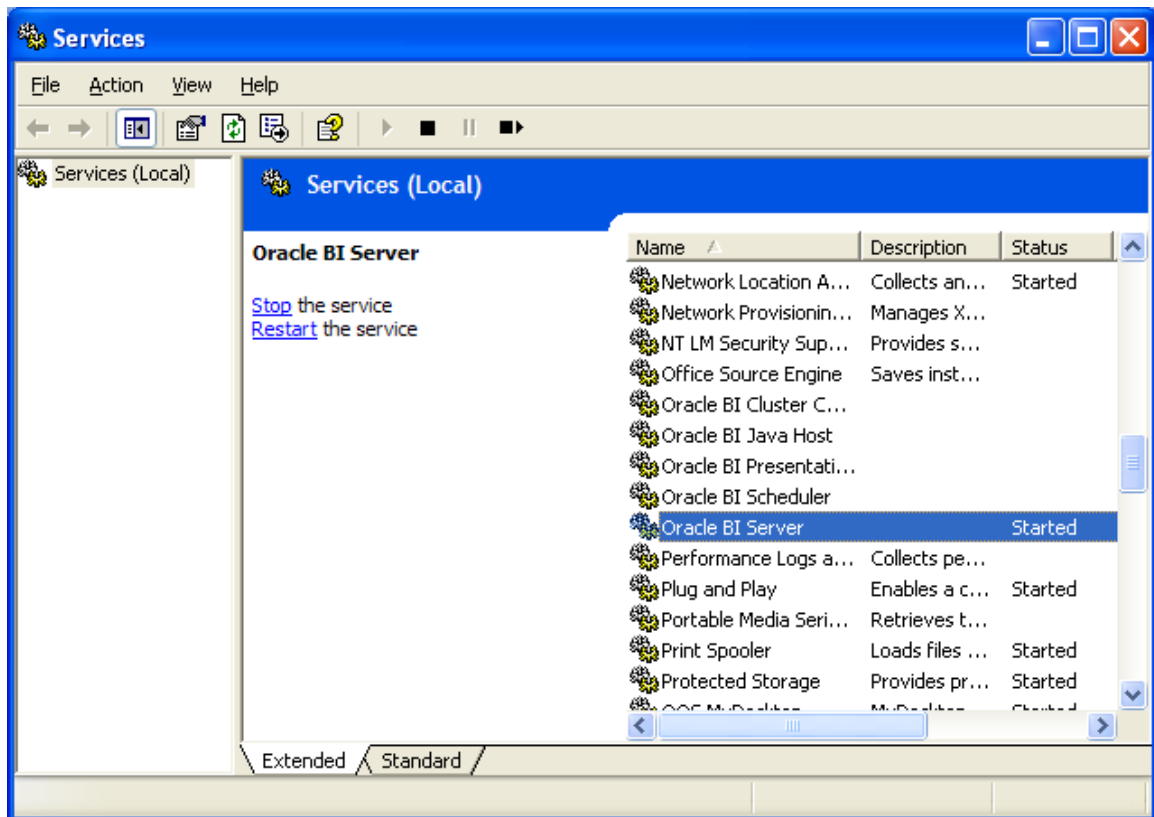 Services
File Action View Help
Services (Local)
Services (Local)
Oracle BI Server
Stop the service
Restart the service
Name Description Status
Network Location A... Collects an... Started
Network Provisionin... Manages X...
NT LM Security Sup... Provides s...
Office Source Engine Saves inst...
Oracle BI Cluster C...
Oracle BI Java Host
Oracle BI Presentati...
Oracle BI Scheduler
Oracle BI Server Started
Performance Logs a... Collects pe...
Plug and Play Enables a c... Started
Portable Media Seri... Retrieves t...
Print Spooler Loads files ... Started
Protected Storage Provides pr... Started
Extended Standard